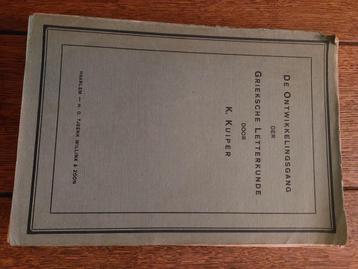 DE ONTWIKKELINGSGANG
DER
GRIEKSCHE LETTERKUNDE
DOOR
K. KUIPER
HAARLEM — H. D. TJEENK WILLINK & ZOON